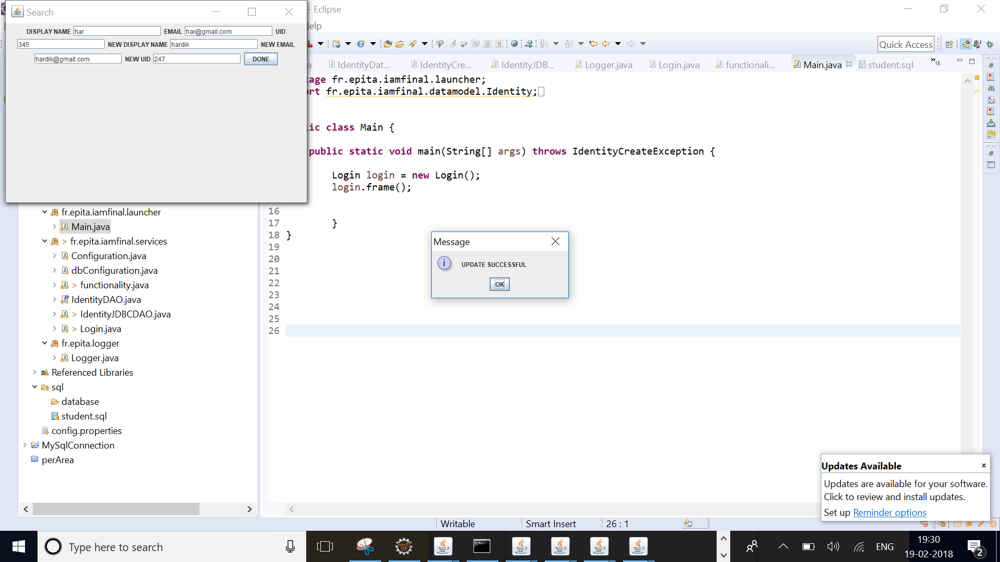 Search
DISPLAY NAME har EMAIL har@gmail.com UID
345 NEW DISPLAY NAME hardik NEW EMAIL
hardik@gmail.com NEW UID 247 DONE
- Eclipse
elp
Quick Access
a IdentityDat... IdentityCre... IdentityJDB... Logger.java Login.java functionali... Main.java student.sql »15
kage fr.epita.iamfinal.launcher;
ort fr.epita.iamfinal.datamodel.Identity;
lic class Main {
public static void main(String[] args) throws IdentityCreateException {
Login login = new Login();
login.frame();
16
17 }
18 }
19
20
21
22
23
24
25
26
fr.epita.iamfinal.launcher
Main.java
> fr.epita.iamfinal.services
Configuration.java
dbConfiguration.java
> functionality.java
IdentityDAO.java
> IdentityJDBCDAO.java
> Login.java
fr.epita.logger
Logger.java
Referenced Libraries
sql
database
student.sql
config.properties
MySqlConnection
perArea
Message
UPDATE SUCCESSFUL
OK
Updates Available
Updates are available for your software.
Click to review and install updates.
Set up Reminder options
Writable Smart Insert 26 : 1
Type here to search
Java EE
IDE
ENG
19:30
19-02-2018
2